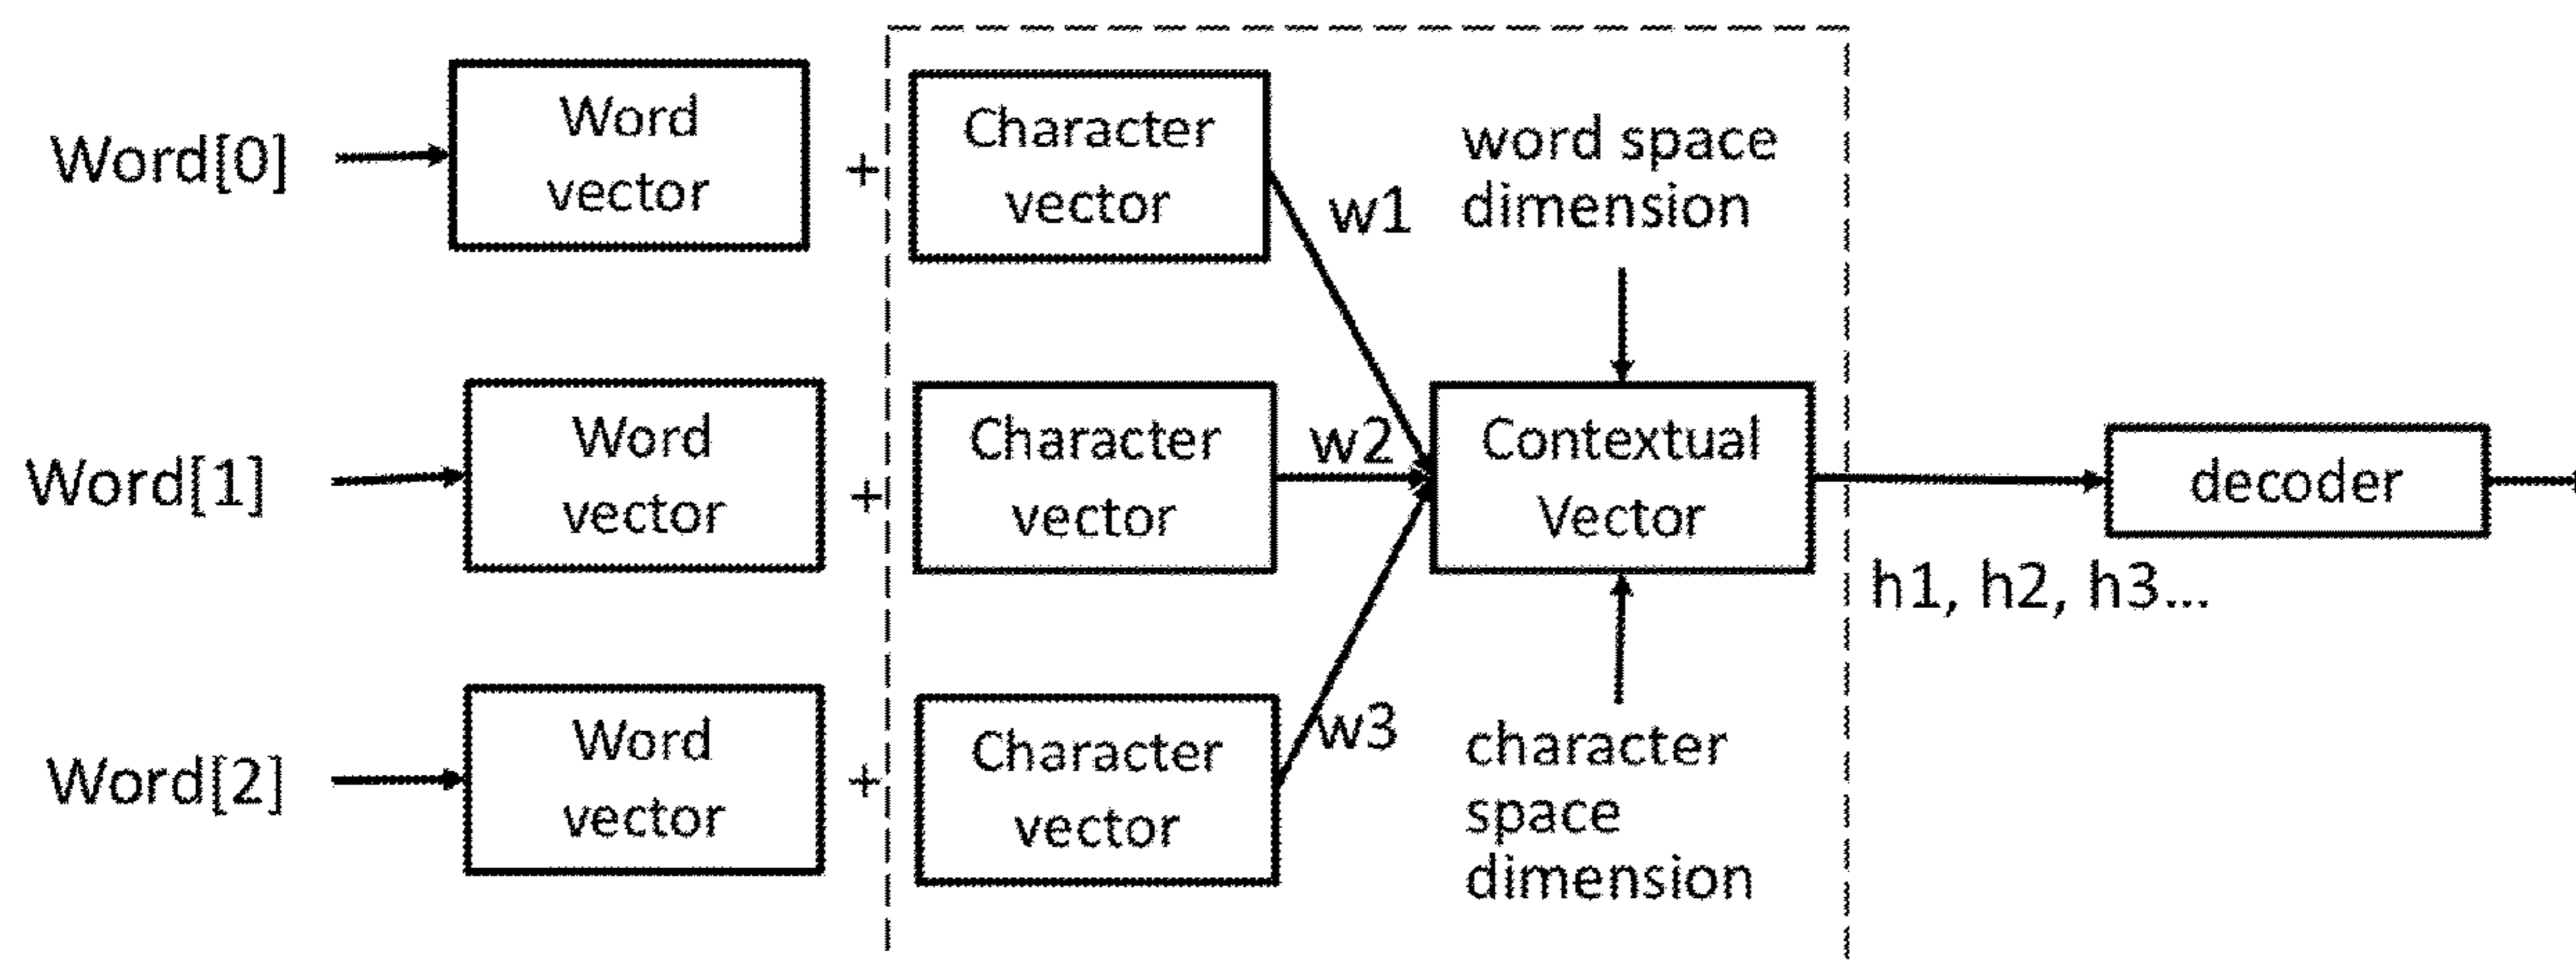 Word[0]
Word
vector
+
Character
vector
w1
word space
dimension
Word[1]
Word
vector
+
Character
vector
w2
Contextual
Vector
decoder
h1, h2, h3...
Word[2]
Word
vector
+
Character
vector
w3
character
space
dimension